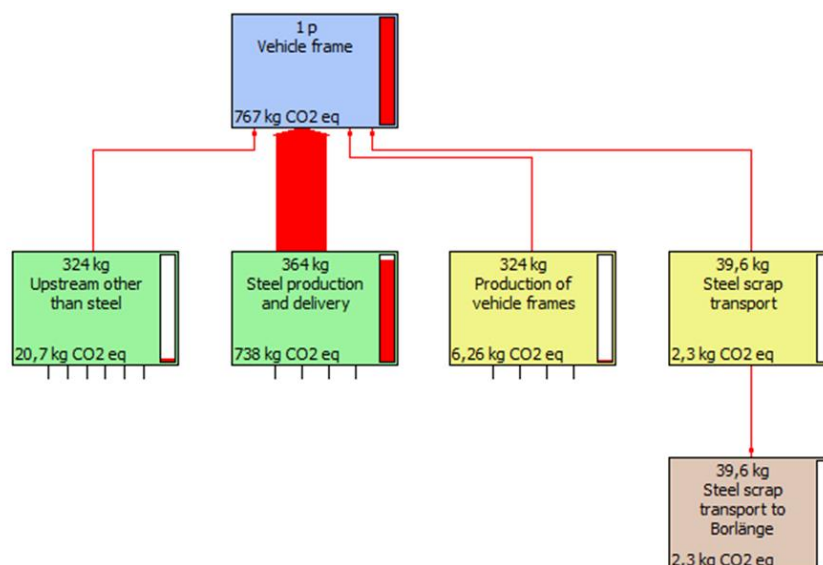 1 p
Vehicle frame
767 kg CO2 eq
324 kg
Upstream other
than steel
20,7 kg CO2 eq
364 kg
Steel production
and delivery
738 kg CO2 eq
324 kg
Production of
vehicle frames
6,26 kg CO2 eq
39,6 kg
Steel scrap
transport
2,3 kg CO2 eq
39,6 kg
Steel scrap
transport to
Borlänge
2,3 kg CO2 eq